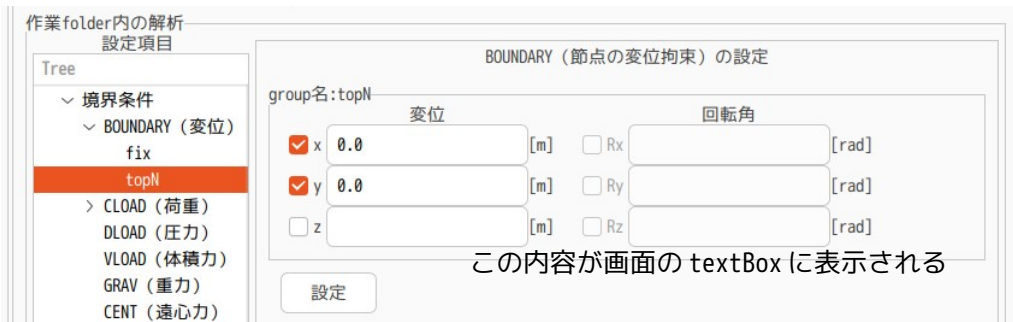 作業folder内の解析
設定項目
Tree
境界条件
BOUNDARY (変位)
fix
topN
CLOAD (荷重)
DLOAD (圧力)
VLOAD (体積力)
GRAV (重力)
CENT (遠心力)
BOUNDARY (節点の変位拘束) の設定
group名:topN
変位 回転角
x 0.0 [m] Rx [rad]
y 0.0 [m] Ry [rad]
z [m] Rz [rad]
この内容が画面の textBox に表示される
設定